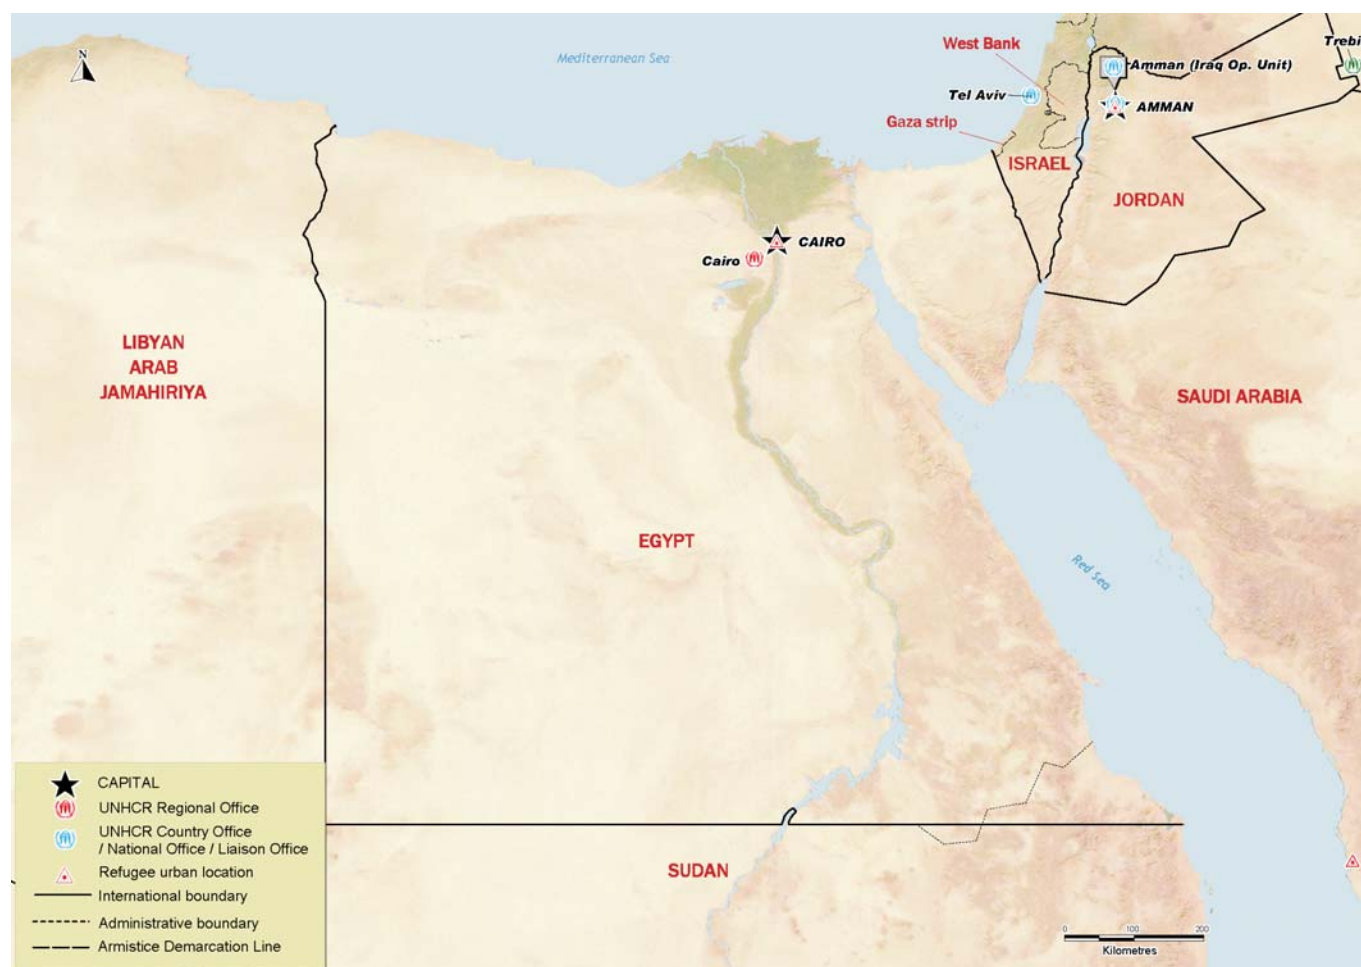 N
Mediterranean Sea
West Bank
Trebi
Amman (Iraq Op. Unit)
Tel Aviv
AMMAN
Gaza strip
ISRAEL
JORDAN
CAIRO
Cairo
LIBYAN
ARAB
JAMAHIRIYA
SAUDI ARABIA
EGYPT
Red Sea
CAPITAL
UNHCR Regional Office
UNHCR Country Office
/ National Office / Liaison Office
Refugee urban location
International boundary
Administrative boundary
Armistice Demarcation Line
SUDAN
0 100 200
Kilometres